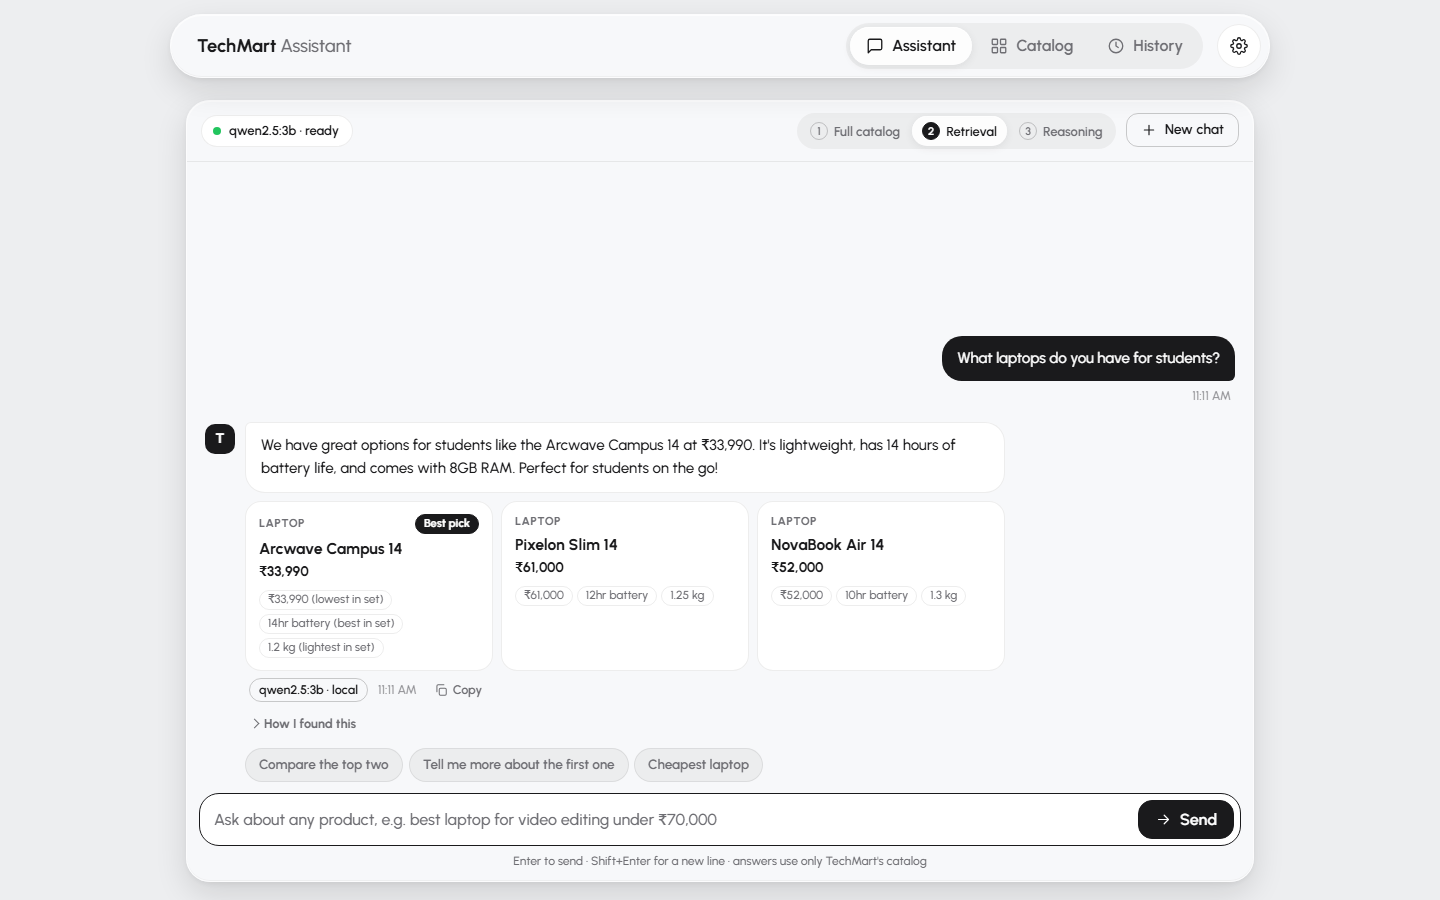 TechMart Assistant
Assistant
Catalog
History
qwen2.5:3b · ready
1 Full catalog
2 Retrieval
3 Reasoning
New chat
What laptops do you have for students?
11:11 AM
T
We have great options for students like the Arcwave Campus 14 at ₹33,990. It's lightweight, has 14 hours of
battery life, and comes with 8GB RAM. Perfect for students on the go!
LAPTOP
Best pick
Arcwave Campus 14
₹33,990
₹33,990 (lowest in set)
14hr battery (best in set)
1.2 kg (lightest in set)
LAPTOP
Pixelon Slim 14
₹61,000
₹61,000
12hr battery
1.25 kg
LAPTOP
NovaBook Air 14
₹52,000
₹52,000
10hr battery
1.3 kg
qwen2.5:3b · local
11:11 AM
Copy
How I found this
Compare the top two
Tell me more about the first one
Cheapest laptop
Ask about any product, e.g. best laptop for video editing under ₹70,000
Send
Enter to send · Shift+Enter for a new line · answers use only TechMart's catalog